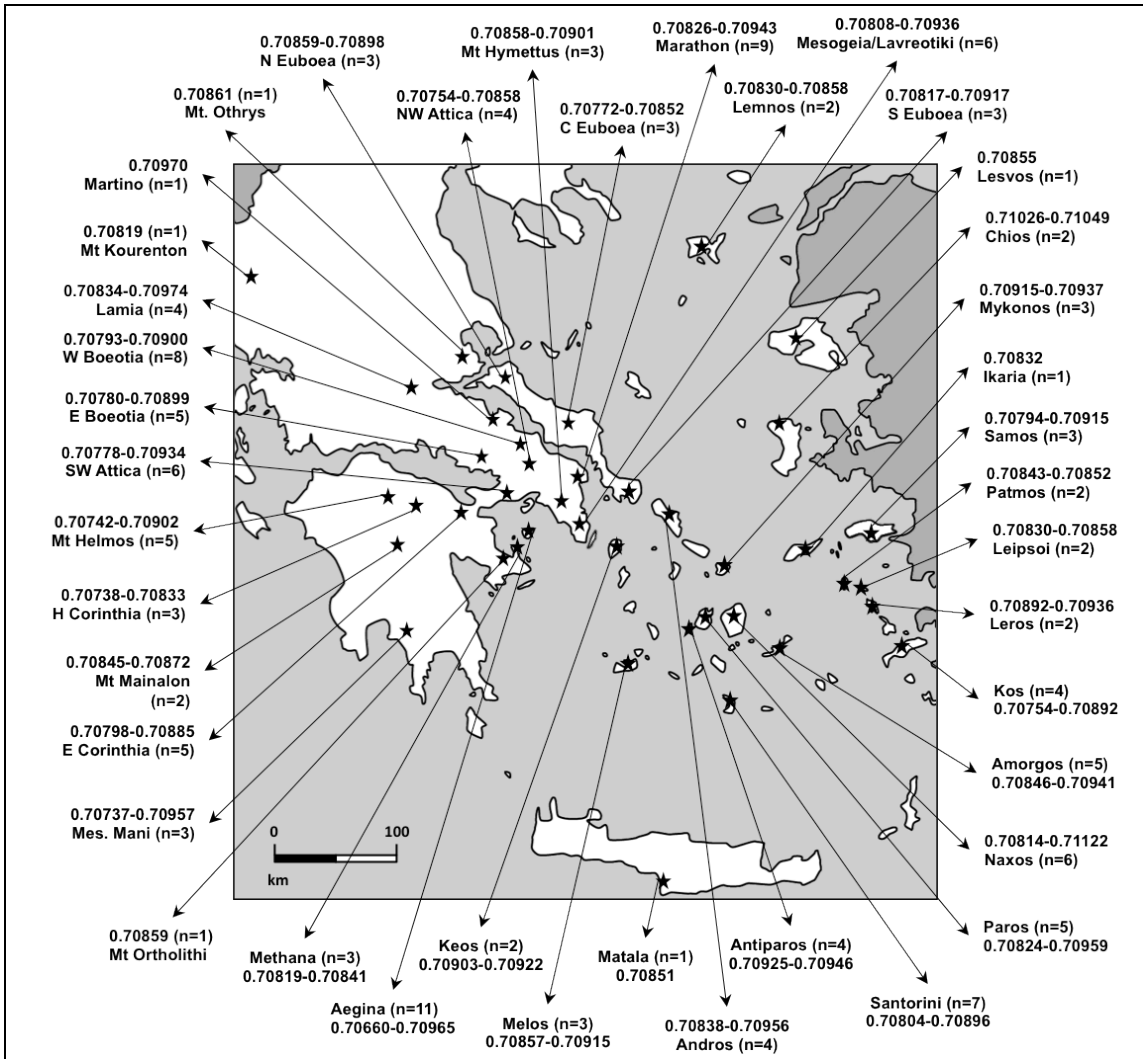 0.70859-0.70898
N Euboea (n=3)
0.70858-0.70901
Mt Hymettus
(n=3)
0.70826-0.70943
Marathon (n=9)
0.70808-0.70936
Mesogeia/Lavreotiki (n=6)
0.70861 (n=1)
Mt. Othrys
0.70754-0.70858
NW Attica
(n=4)
0.70772-0.70852
C Euboea
(n=3)
0.70830-0.70858
Lemnos (n=2)
0.70817-0.70917
S Euboea (n=3)
0.70970
Martino (n=1)
0.70819 (n=1)
Mt Kourenton
0.70834-0.70974
Lamia (n=4)
0.70793-0.70900
W Boeotia (n=8)
0.70780-0.70899
E Boeotia (n=5)
0.70778-0.70934
SW Attica (n=6)
0.70742-0.70902
Mt Helmos (n=5)
0.70738-0.70833
H Corinthia (n=3)
0.70845-0.70872
Mt Mainalon
(n=2)
0.70798-0.70885
E Corinthia (n=5)
0.70737-0.70957
Mes. Mani (n=3)
0.70859 (n=1)
Mt Ortholithi
0.70855
Lesvos (n=1)
0.71026-0.71049
Chios (n=2)
0.70915-0.70937
Mykonos (n=3)
0.70832
Ikaria (n=1)
0.70794-0.70915
Samos (n=3)
0.70843-0.70852
Patmos (n=2)
0.70830-0.70858
Leipsoi (n=2)
0.70892-0.70936
Leros (n=2)
Kos (n=4)
0.70754-0.70892
Amorgos (n=5)
0.70846-0.70941
0.70814-0.71122
Naxos (n=6)
Paros (n=5)
0.70824-0.70959
0 100
km
Methana (n=3)
0.70819-0.70841
Keos (n=2)
0.70903-0.70922
Matala (n=1)
0.70851
Antiparos (n=4)
0.70925-0.70946
Aegina (n=11)
0.70660-0.70965
Melos (n=3)
0.70857-0.70915
0.70838-0.70956
Andros (n=4)
Santorini (n=7)
0.70804-0.70896